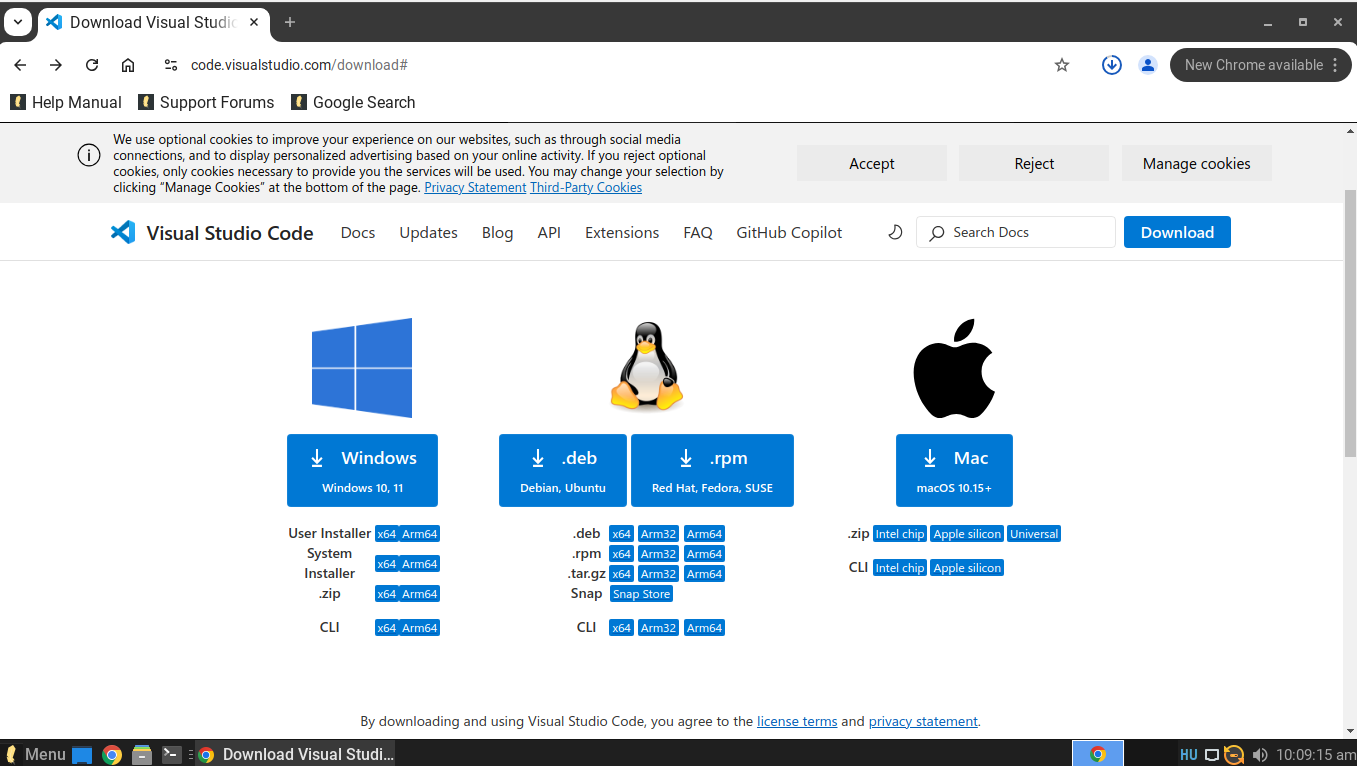 Download Visual Studio
code.visualstudio.com/download#
New Chrome available
Help Manual
Support Forums
Google Search
We use optional cookies to improve your experience on our websites, such as through social media
connections, and to display personalized advertising based on your online activity. If you reject optional
cookies, only cookies necessary to provide you the services will be used. You may change your selection by
clicking “Manage Cookies” at the bottom of the page. Privacy Statement Third-Party Cookies
Accept
Reject
Manage cookies
Visual Studio Code
Docs
Updates
Blog
API
Extensions
FAQ
GitHub Copilot
Search Docs
Download
Windows
Windows 10, 11
.deb
Debian, Ubuntu
.rpm
Red Hat, Fedora, SUSE
Mac
macOS 10.15+
User Installer x64 Arm64
System
Installer x64 Arm64
.zip x64 Arm64
CLI x64 Arm64
.deb x64 Arm32 Arm64
.rpm x64 Arm32 Arm64
.tar.gz x64 Arm32 Arm64
Snap Snap Store
CLI x64 Arm32 Arm64
.zip Intel chip Apple silicon Universal
CLI Intel chip Apple silicon
By downloading and using Visual Studio Code, you agree to the license terms and privacy statement.
Menu
Download Visual Studi...
HU
10:09:15 am